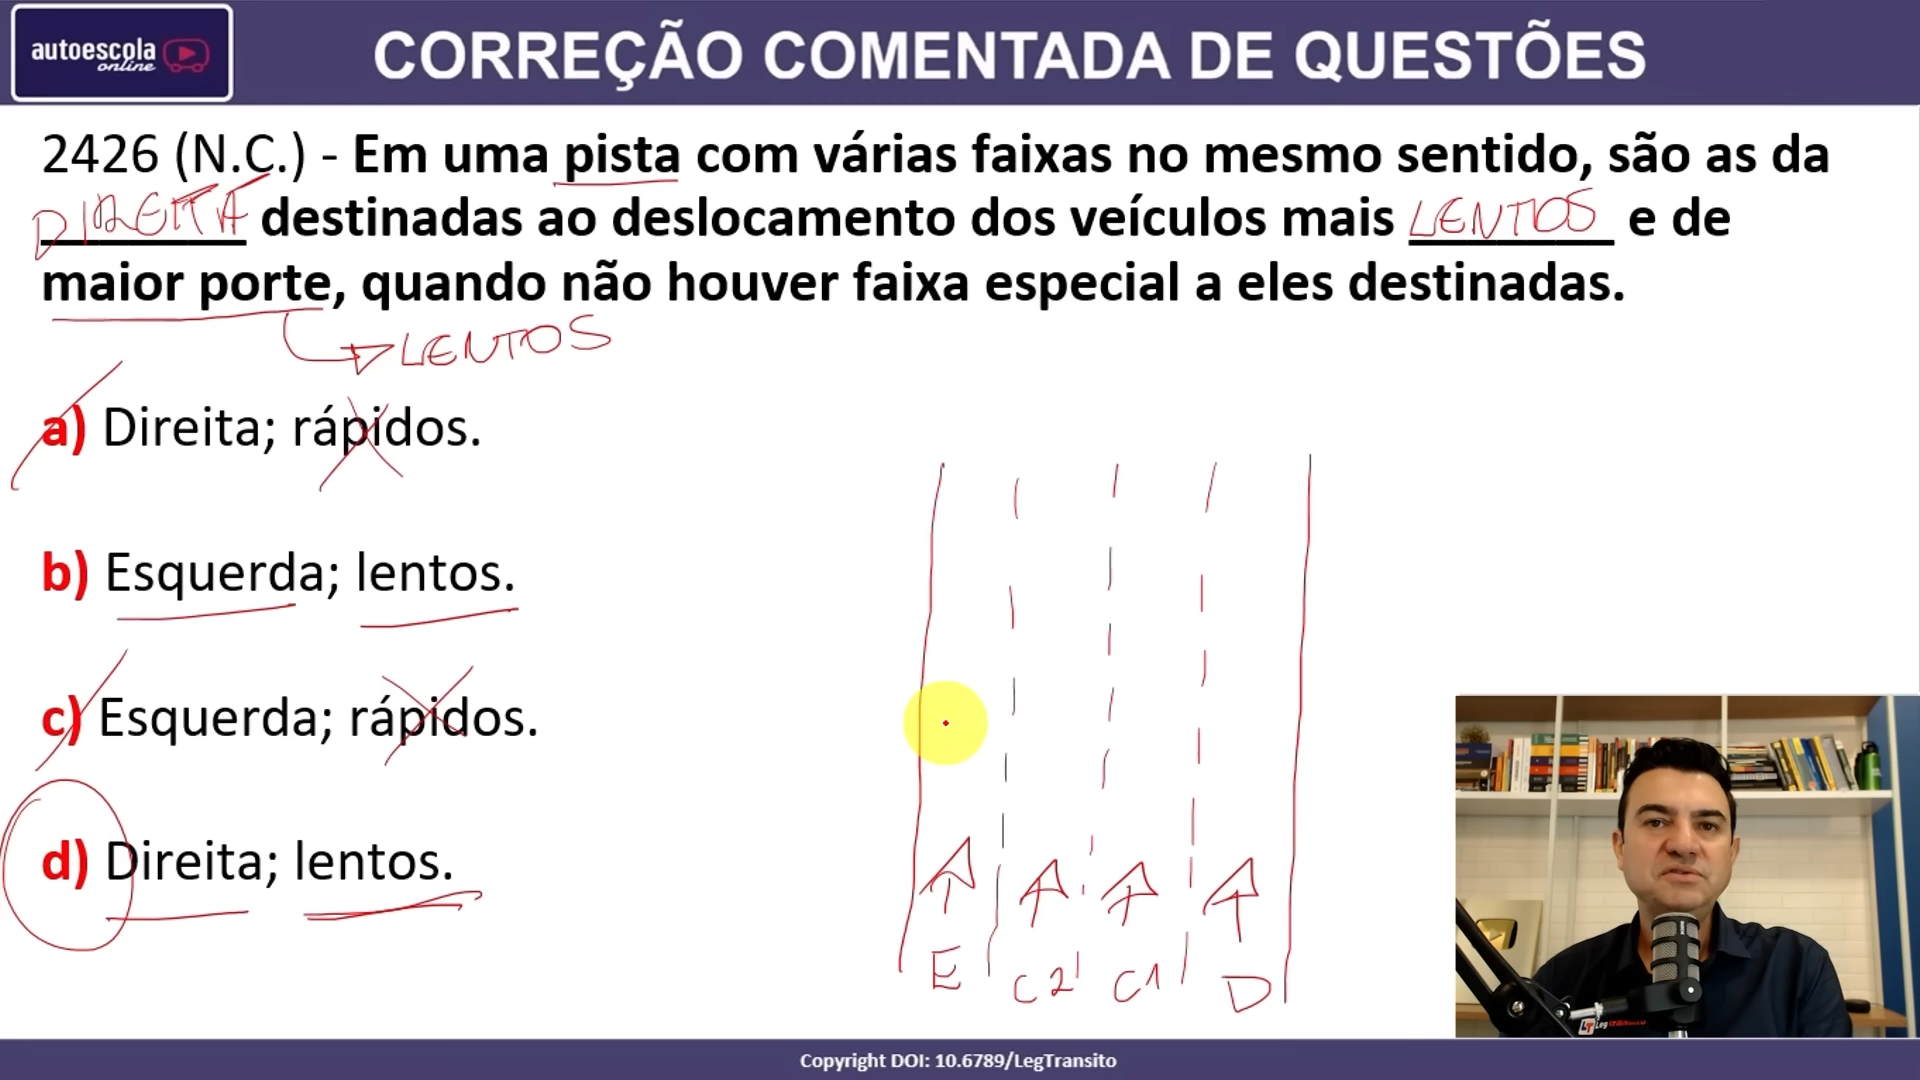 autoescola
online
CORREÇÃO COMENTADA DE QUESTÕES
2426 (N.C.) - Em uma pista com várias faixas no mesmo sentido, são as da
DIREITA destinadas ao deslocamento dos veículos mais LENTOS e de
maior porte, quando não houver faixa especial a eles destinadas.
LENTOS
a) Direita; rápidos.
b) Esquerda; lentos.
c) Esquerda; rápidos.
d) Direita; lentos.
E C2 C1 D
Copyright DOI: 10.6789/LegTransito